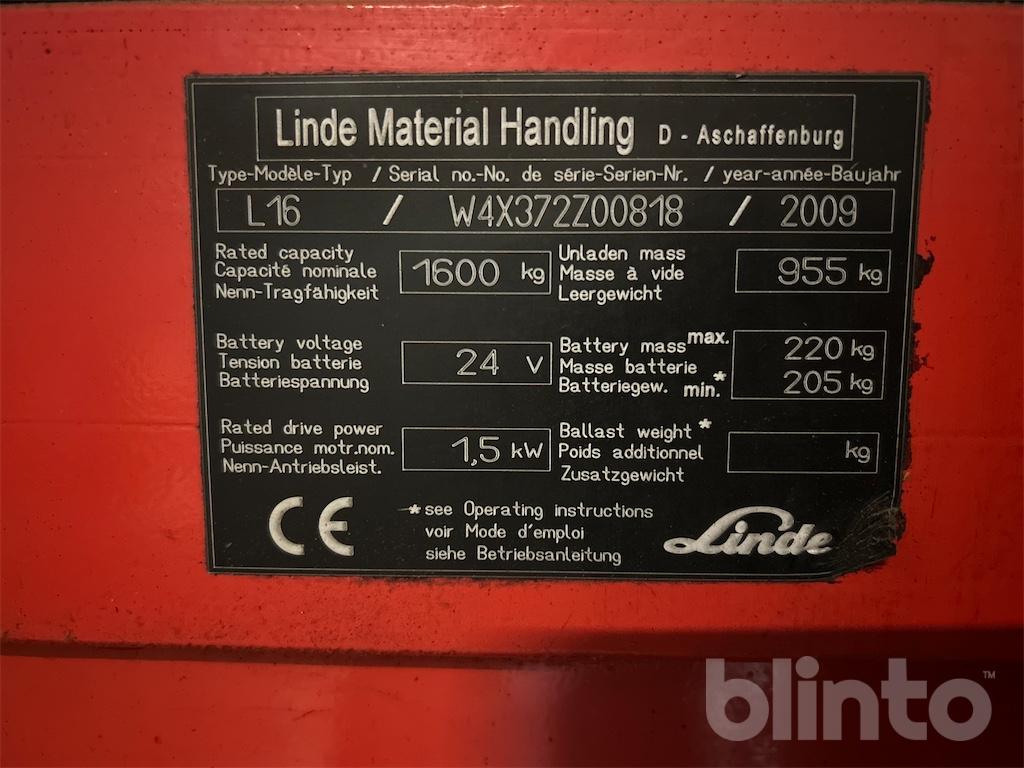 Linde Material Handling D - Aschaffenburg
Type-Modèle-Typ / Serial no.-No. de série-Serien-Nr. / year-année-Baujahr
L16 / W4X372Z00818 / 2009
Rated capacity
Capacité nominale
Nenn-Tragfähigkeit
1600 kg
Unladen mass
Masse à vide
Leergewicht
955 kg
Battery voltage
Tension batterie
Batteriespannung
24 V
Battery mass max.
Masse batterie
Batteriegew. min.*
220 kg
205 kg
Rated drive power
Puissance motr.nom.
Nenn-Antriebsleist.
1,5 kW
Ballast weight *
Poids additionnel
Zusatzgewicht
kg
CE
* see Operating instructions
voir Mode d'emploi
siehe Betriebsanleitung
Linde
blinto™